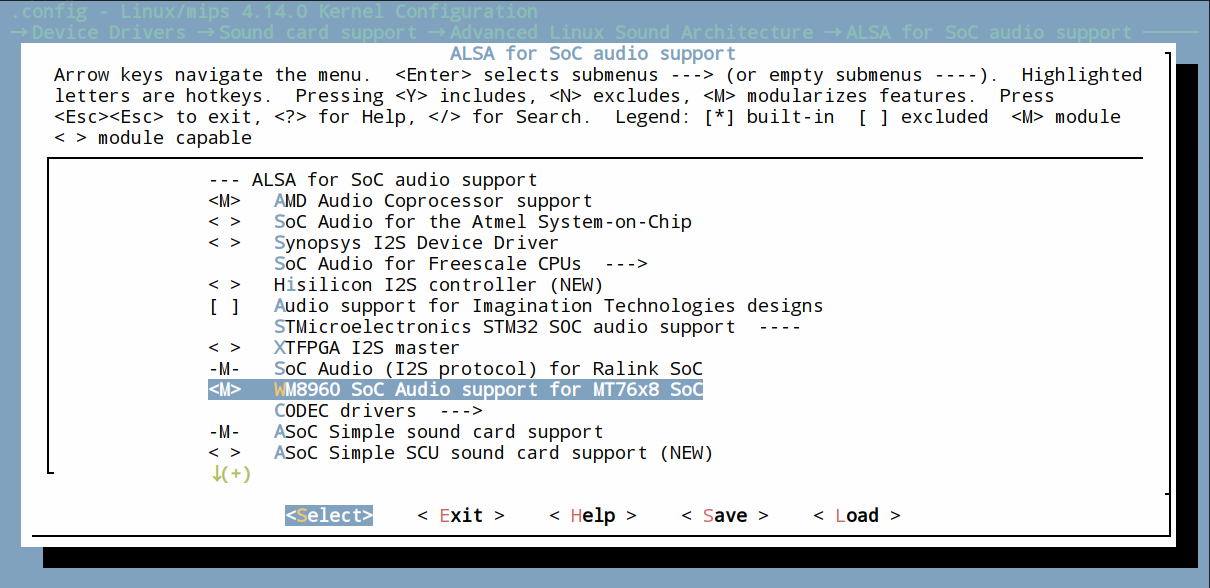 .config - Linux/mips 4.14.0 Kernel Configuration
→Device Drivers →Sound card support →Advanced Linux Sound Architecture →ALSA for SoC audio support
ALSA for SoC audio support
Arrow keys navigate the menu.  <Enter> selects submenus ---> (or empty submenus ----).  Highlighted
letters are hotkeys.  Pressing <Y> includes, <N> excludes, <M> modularizes features.  Press
<Esc><Esc> to exit, <?> for Help, </> for Search.  Legend: [*] built-in  [ ] excluded  <M> module
< > module capable
--- ALSA for SoC audio support
<M>   AMD Audio Coprocessor support
< >   SoC Audio for the Atmel System-on-Chip
< >   Synopsys I2S Device Driver
SoC Audio for Freescale CPUs  --->
< >   Hisilicon I2S controller (NEW)
[ ]   Audio support for Imagination Technologies designs
STMicroelectronics STM32 SOC audio support  ----
< >   XTFPGA I2S master
-M-   SoC Audio (I2S protocol) for Ralink SoC
<M>   WM8960 SoC Audio support for MT76x8 SoC
CODEC drivers  --->
-M-   ASoC Simple sound card support
< >   ASoC Simple SCU sound card support (NEW)
↓(+)
<Select>    < Exit >    < Help >    < Save >    < Load >